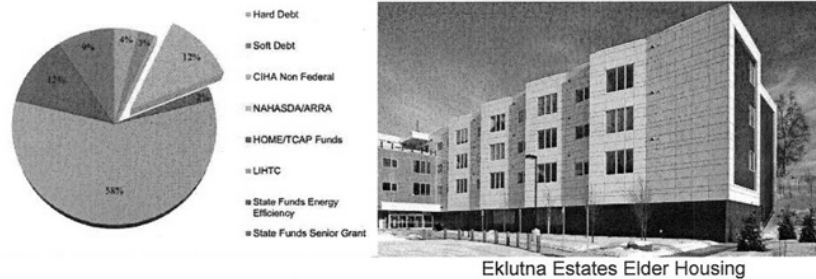 9%
4%
3%
12%
12%
2%
58%
Hard Debt
Soft Debt
CIHA Non Federal
NAHASDA/ARRA
HOME/TCAP Funds
LIHTC
State Funds Energy
Efficiency
State Funds Senior Grant
Eklutna Estates Elder Housing